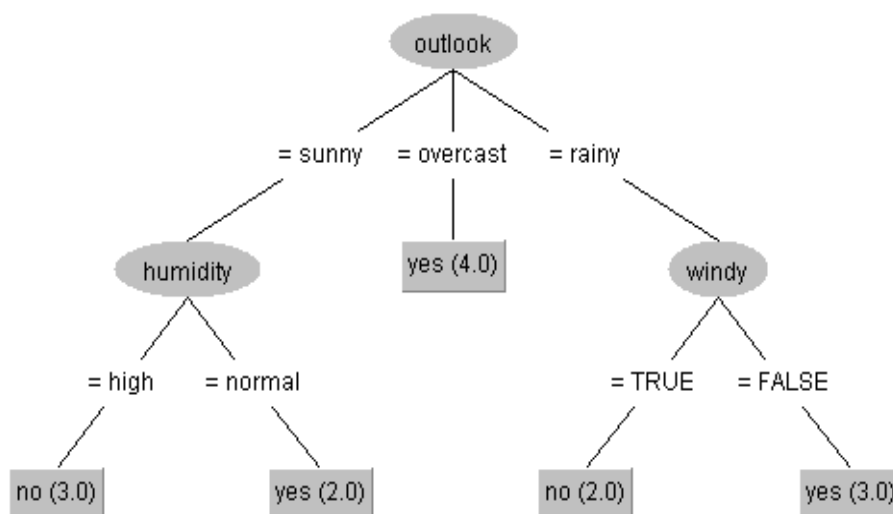 outlook
= sunny = overcast = rainy
humidity yes (4.0) windy
= high = normal = TRUE = FALSE
no (3.0) yes (2.0) no (2.0) yes (3.0)